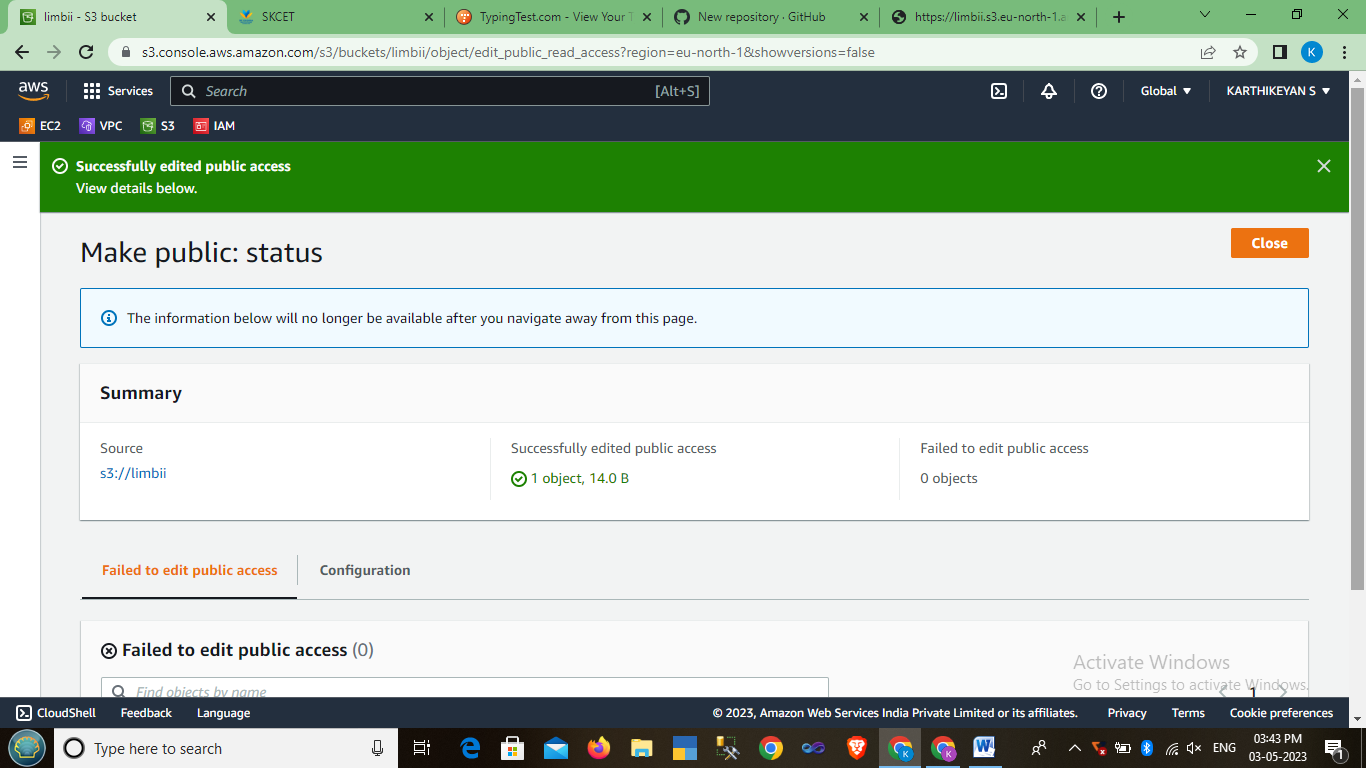 limbii - S3 bucket
SKCET
TypingTest.com - View Your T
New repository · GitHub
https://limbii.s3.eu-north-1.a
s3.console.aws.amazon.com/s3/buckets/limbii/object/edit_public_read_access?region=eu-north-1&showversions=false
K
aws
Services
Search
[Alt+S]
Global
KARTHIKEYAN S
EC2
VPC
S3
IAM
Successfully edited public access
View details below.
Make public: status
Close
The information below will no longer be available after you navigate away from this page.
Summary
Source
s3://limbii
Successfully edited public access
1 object, 14.0 B
Failed to edit public access
0 objects
Failed to edit public access
Configuration
Failed to edit public access (0)
Find objects by name
1
Activate Windows
Go to Settings to activate Windows.
CloudShell
Feedback
Language
© 2023, Amazon Web Services India Private Limited or its affiliates.
Privacy
Terms
Cookie preferences
Type here to search
ENG
03:43 PM
03-05-2023
1